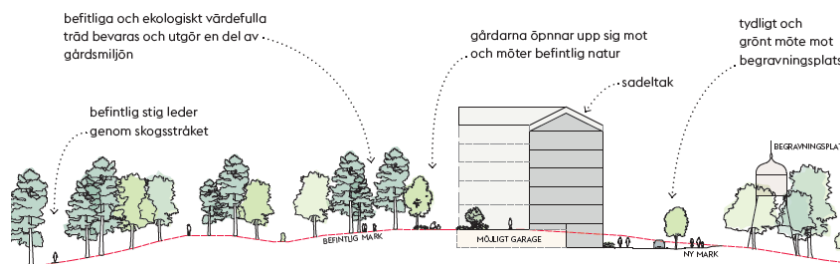 befitliga och ekologiskt värdefulla
träd bevaras och utgör en del av
gårdsmiljön
gårdarna öpnnar upp sig mot
och möter befintlig natur
tydligt och
grönt möte mot
begravningsplats
sadeltak
befintlig stig leder
genom skogsstråket
BEGRAVNINGSPLAT
BEFINTLIG MARK
MÖJLIGT GARAGE
NY MARK